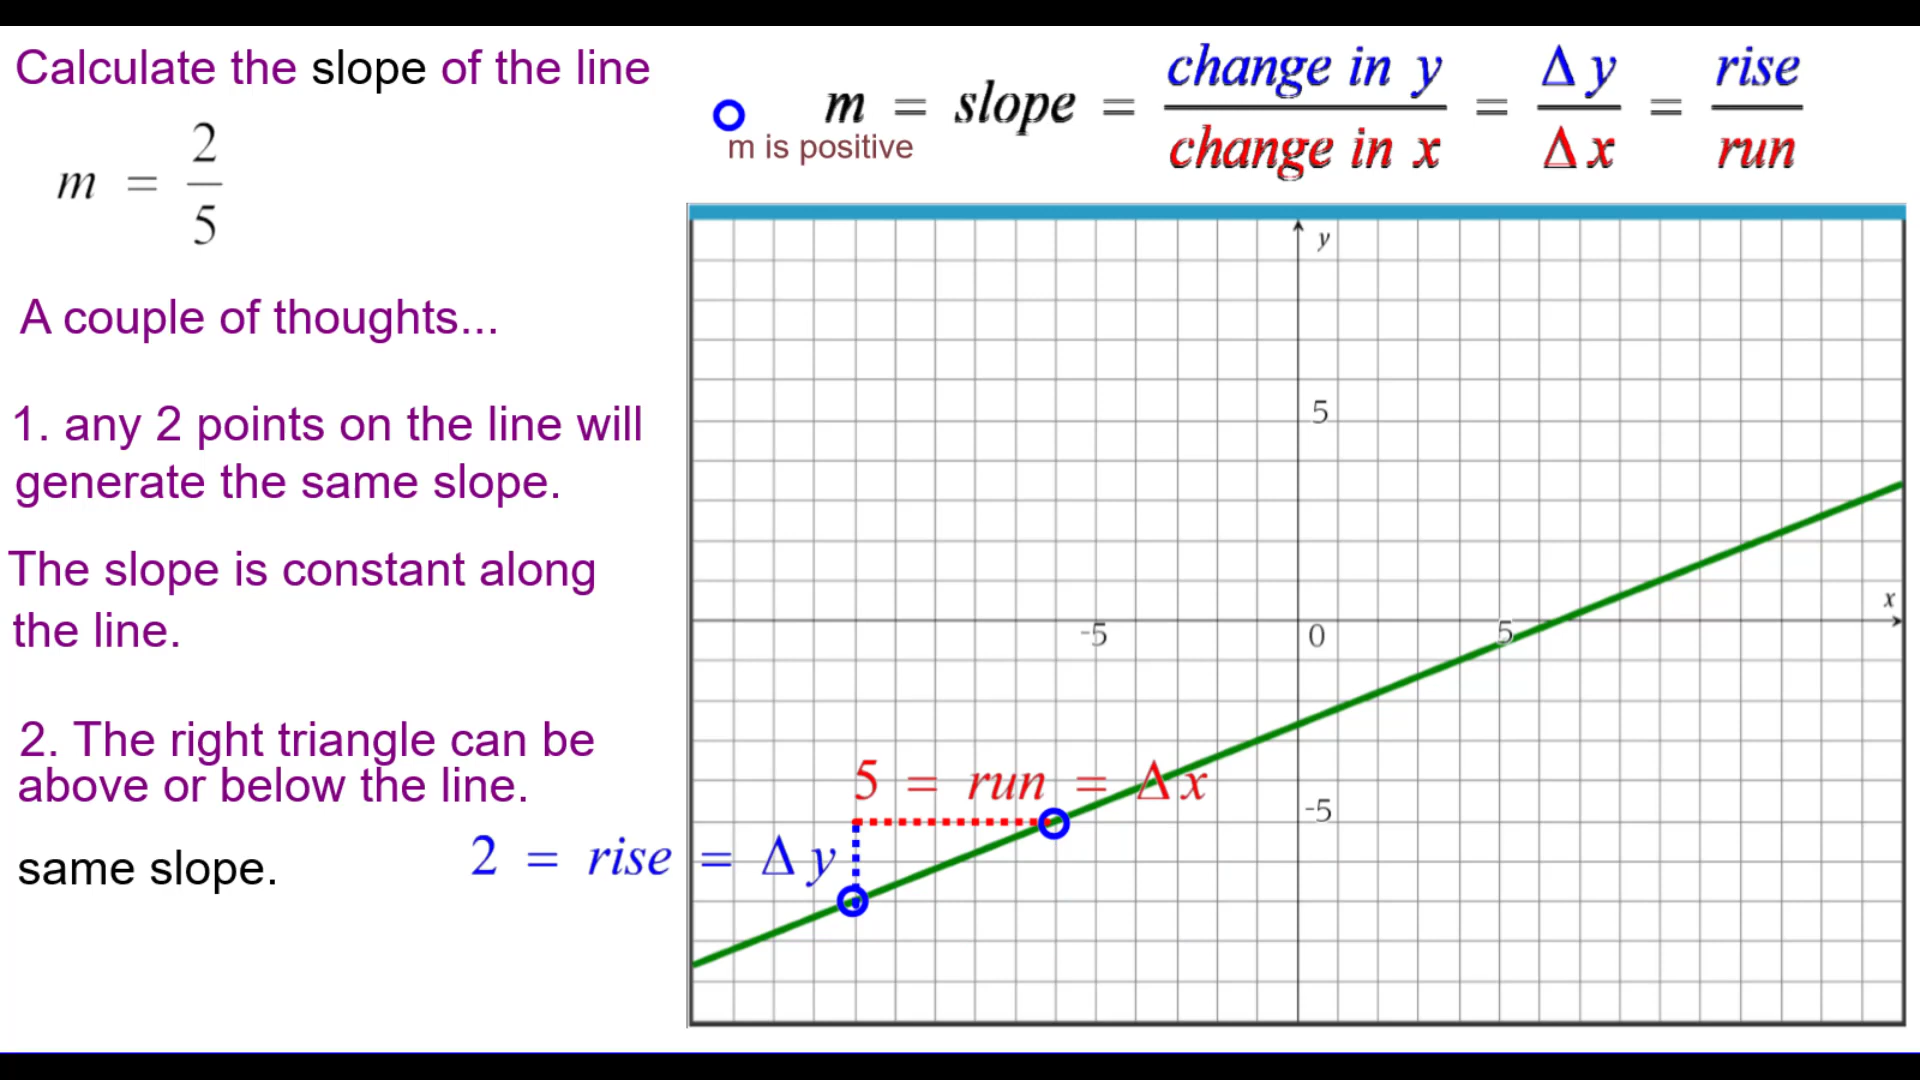 Calculate the slope of the line
m = 2/5
m = slope = change in y / change in x = Δy / Δx = rise / run
m is positive
A couple of thoughts...
1. any 2 points on the line will
generate the same slope.
The slope is constant along
the line.
2. The right triangle can be
above or below the line.
same slope.
y
5
x
-5
0
5
-5
5 = run = Δx
2 = rise = Δy